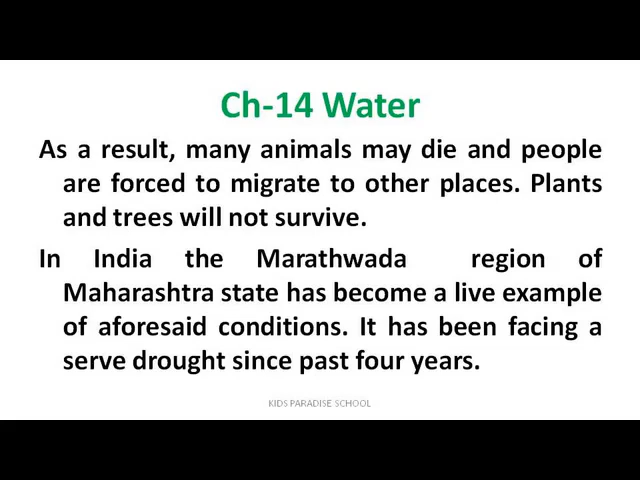 Ch-14 Water
As a result, many animals may die and people
are forced to migrate to other places. Plants
and trees will not survive.
In India the Marathwada region of
Maharashtra state has become a live example
of aforesaid conditions. It has been facing a
serve drought since past four years.
KIDS PARADISE SCHOOL